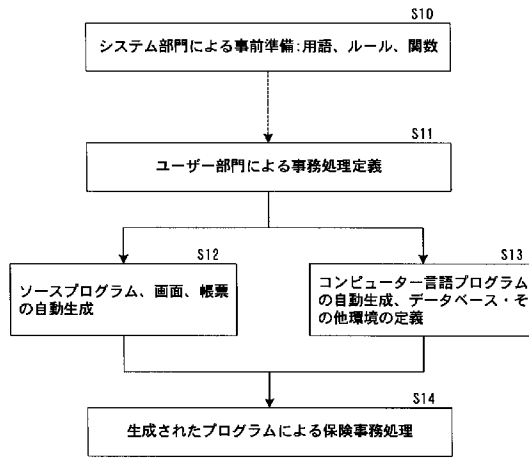 S10
システム部門による事前準備:用語、ルール、関数
S11
ユーザー部門による事務処理定義
S12
ソースプログラム、画面、帳票
の自動生成
S13
コンピューター言語プログラム
の自動生成、データベース・そ
の他環境の定義
S14
生成されたプログラムによる保険事務処理